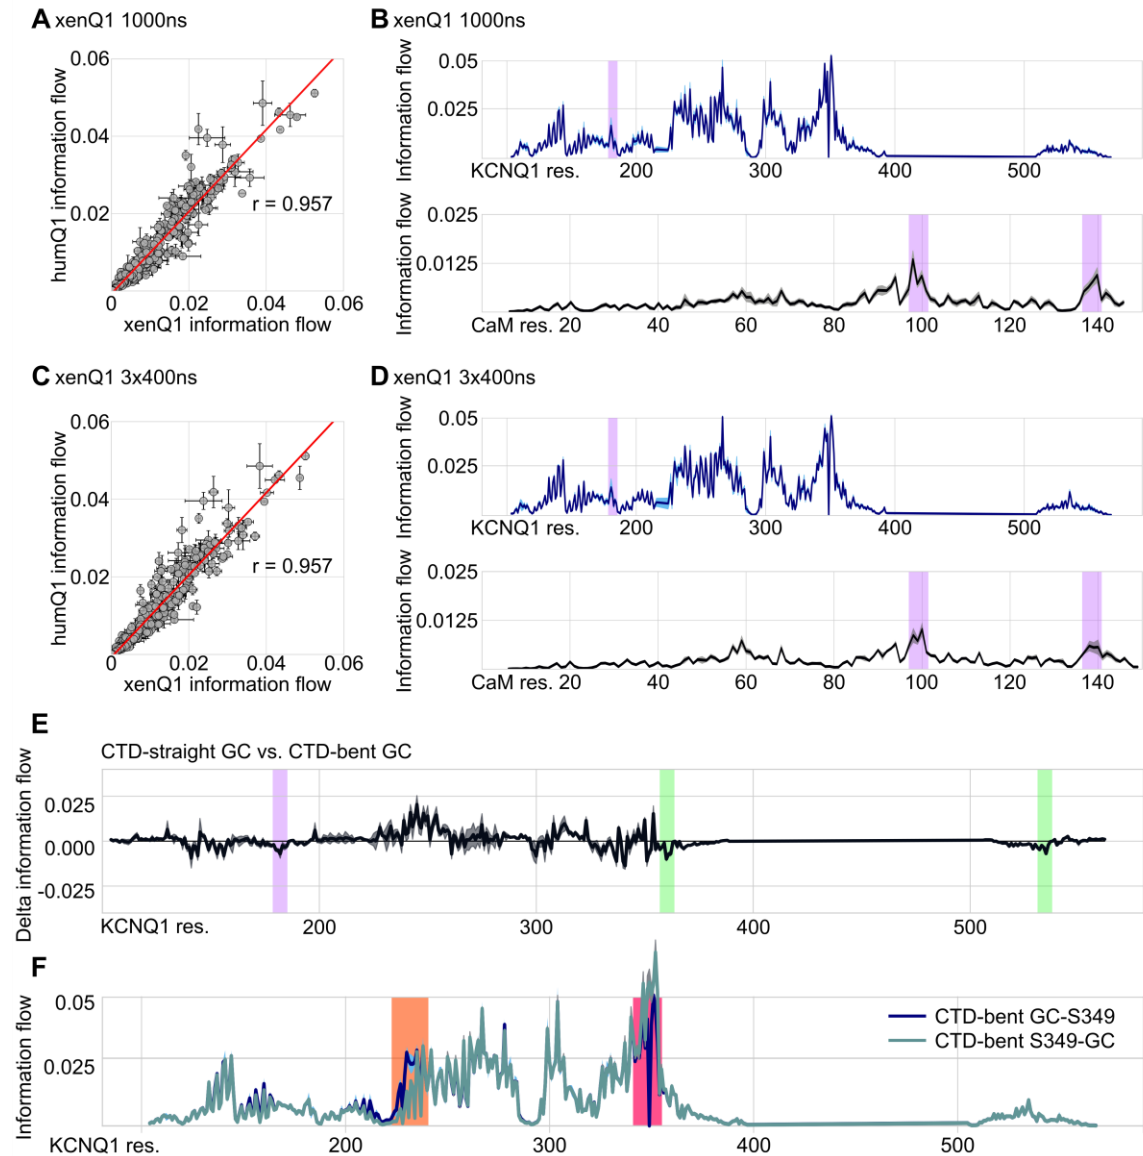 A xenQ1 1000ns
humQ1 information flow
0.06
0.04
0.02
r = 0.957
0
0.02
0.04
0.06
xenQ1 information flow
B xenQ1 1000ns
Information flow
0.05
0.025
KCNQ1 res.
200
300
400
500
Information flow
0.025
0.0125
CaM res.
20
40
60
80
100
120
140
C xenQ1 3x400ns
humQ1 information flow
0.06
0.04
0.02
r = 0.957
0
0.02
0.04
0.06
xenQ1 information flow
D xenQ1 3x400ns
Information flow
0.05
0.025
KCNQ1 res.
200
300
400
500
Information flow
0.025
0.0125
CaM res.
20
40
60
80
100
120
140
E
CTD-straight GC vs. CTD-bent GC
Delta information flow
0.025
0.000
-0.025
KCNQ1 res.
200
300
400
500
F
Information flow
0.05
0.025
CTD-bent GC-S349
CTD-bent S349-GC
KCNQ1 res.
200
300
400
500